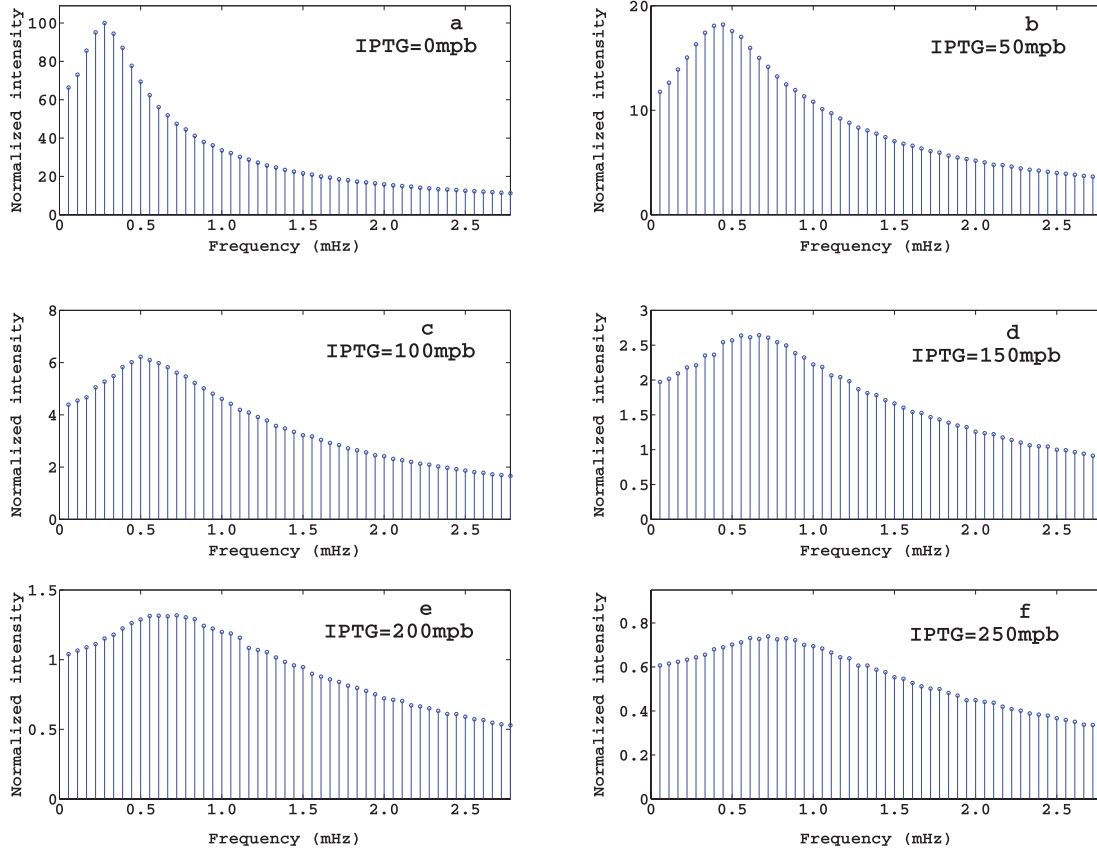 a
IPTG=0mpb
Normalized intensity
100
80
60
40
20
0
0 0.5 1.0 1.5 2.0 2.5
Frequency (mHz)
b
IPTG=50mpb
Normalized intensity
20
10
0
0 0.5 1.0 1.5 2.0 2.5
Frequency (mHz)
c
IPTG=100mpb
Normalized intensity
8
6
4
2
0
0 0.5 1.0 1.5 2.0 2.5
Frequency (mHz)
d
IPTG=150mpb
Normalized intensity
3
2.5
2
1.5
1
0.5
0
0 0.5 1.0 1.5 2.0 2.5
Frequency (mHz)
e
IPTG=200mpb
Normalized intensity
1.5
1
0.5
0
0 0.5 1.0 1.5 2.0 2.5
Frequency (mHz)
f
IPTG=250mpb
Normalized intensity
0.8
0.6
0.4
0.2
0
0 0.5 1.0 1.5 2.0 2.5
Frequency (mHz)